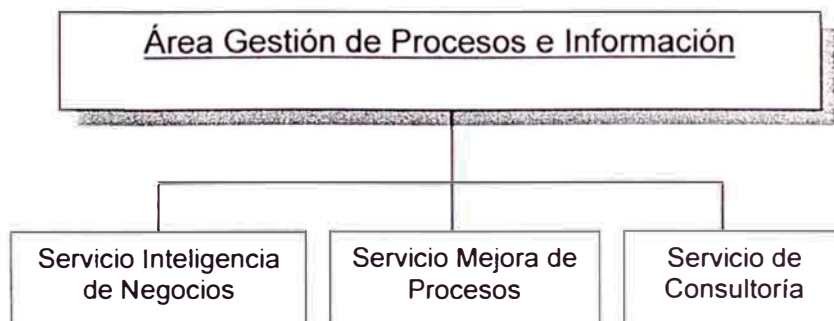 Área Gestión de Procesos e Información
Servicio Inteligencia
de Negocios
Servicio Mejora de
Procesos
Servicio de
Consultoría